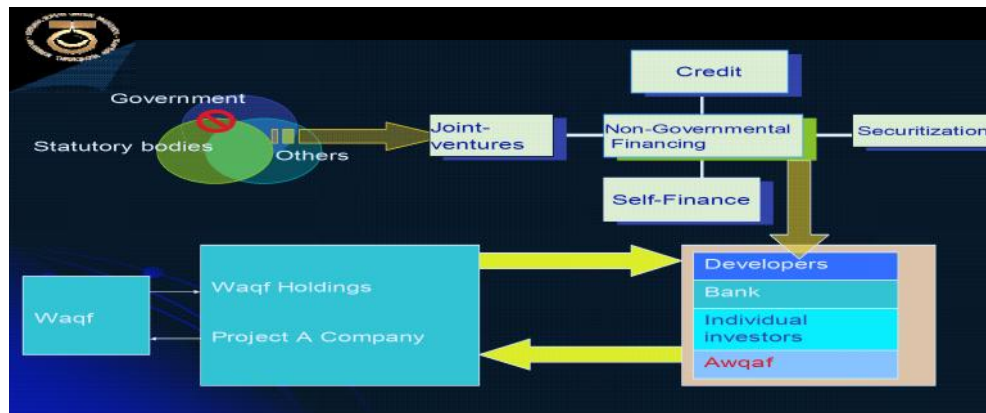 Government
Statutory bodies
Others
Joint-
ventures
Credit
Non-Governmental
Financing
Securitization
Self-Finance
Waqf
Waqf Holdings
Project A Company
Developers
Bank
Individual
investors
Awqaf